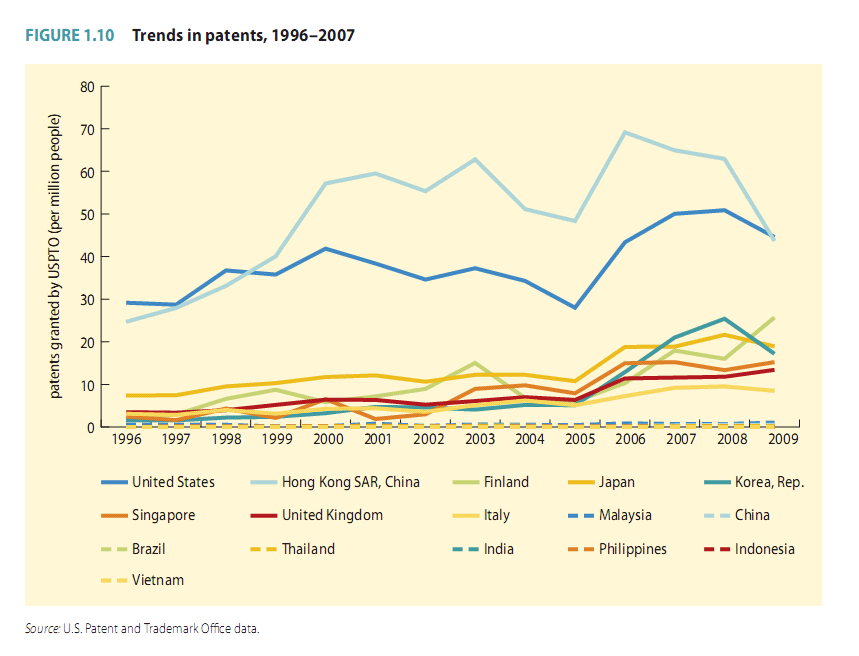 FIGURE 1.10 Trends in patents, 1996–2007
patents granted by USPTO (per million people)
80
70
60
50
40
30
20
10
0
1996 1997 1998 1999 2000 2001 2002 2003 2004 2005 2006 2007 2008 2009
United States Hong Kong SAR, China Finland Japan Korea, Rep.
Singapore United Kingdom Italy Malaysia China
Brazil Thailand India Philippines Indonesia
Vietnam
Source: U.S. Patent and Trademark Office data.